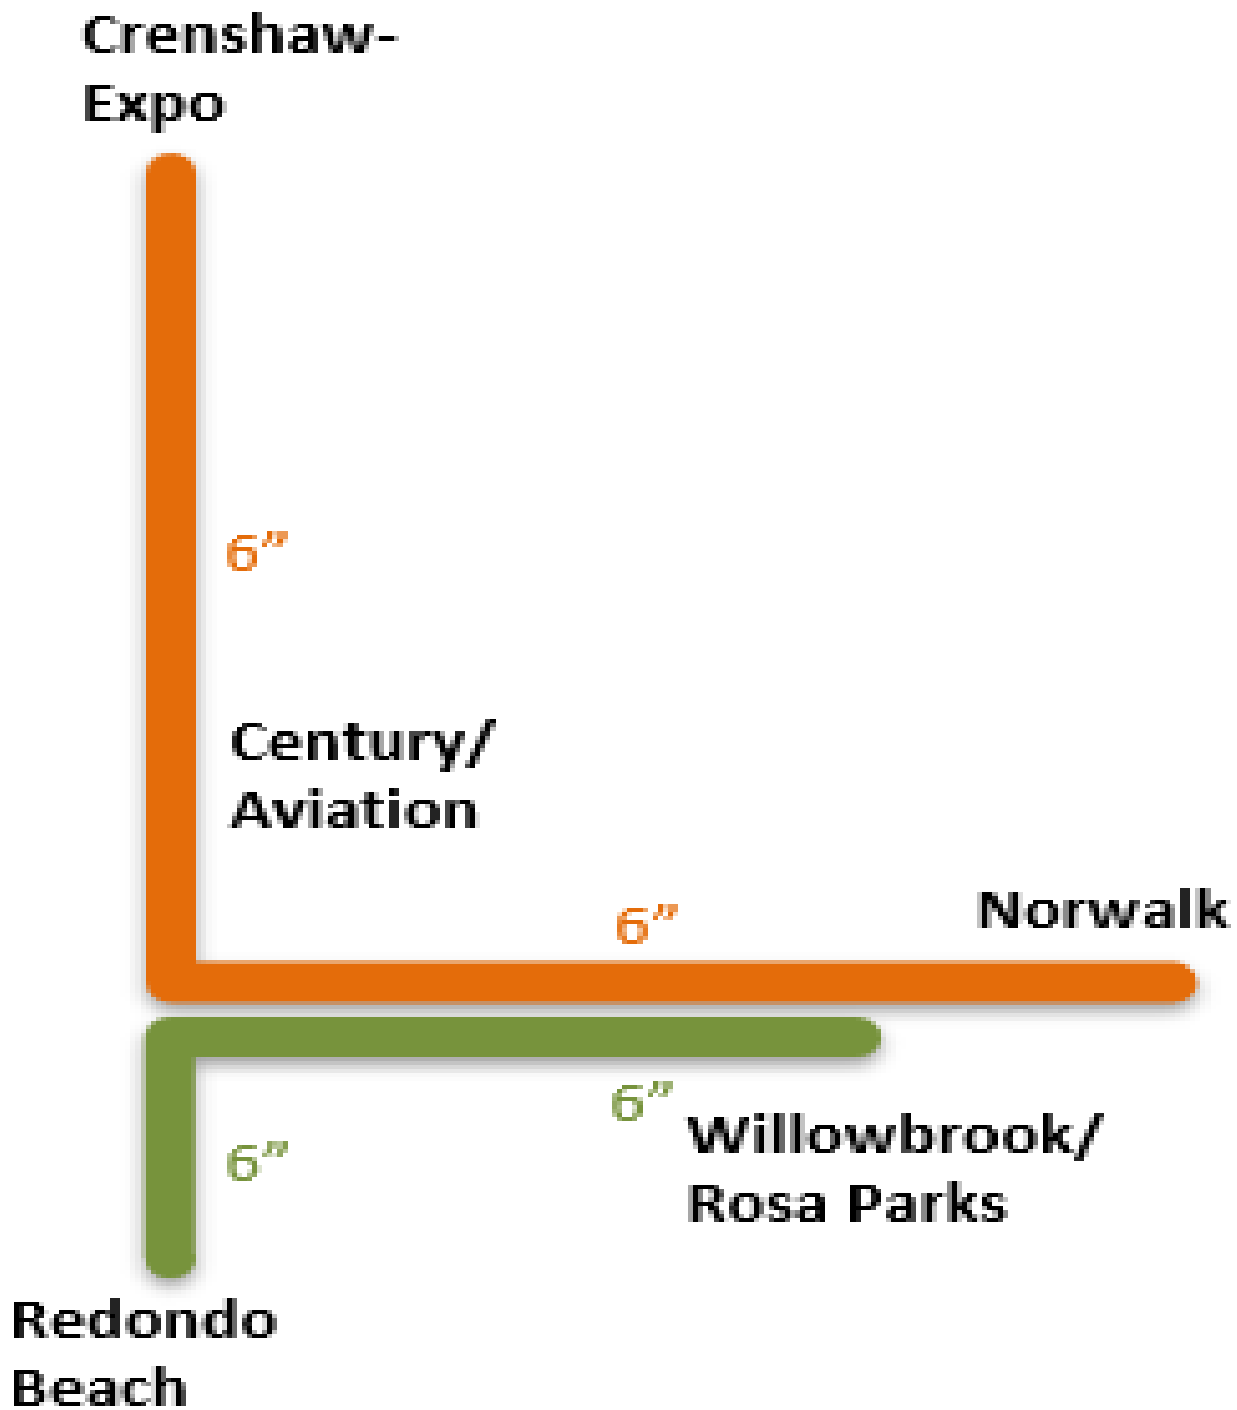 Crenshaw-
Expo
6”
Century/
Aviation
6”
Norwalk
6”
6”
Willowbrook/
Rosa Parks
Redondo
Beach